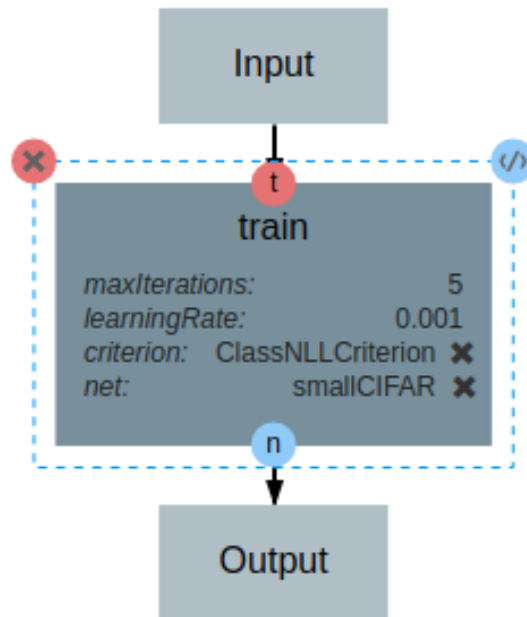 Input
</>
t
train
maxIterations: 5
learningRate: 0.001
criterion: ClassNLLCriterion ✖
net: smallCIFAR ✖
n
Output